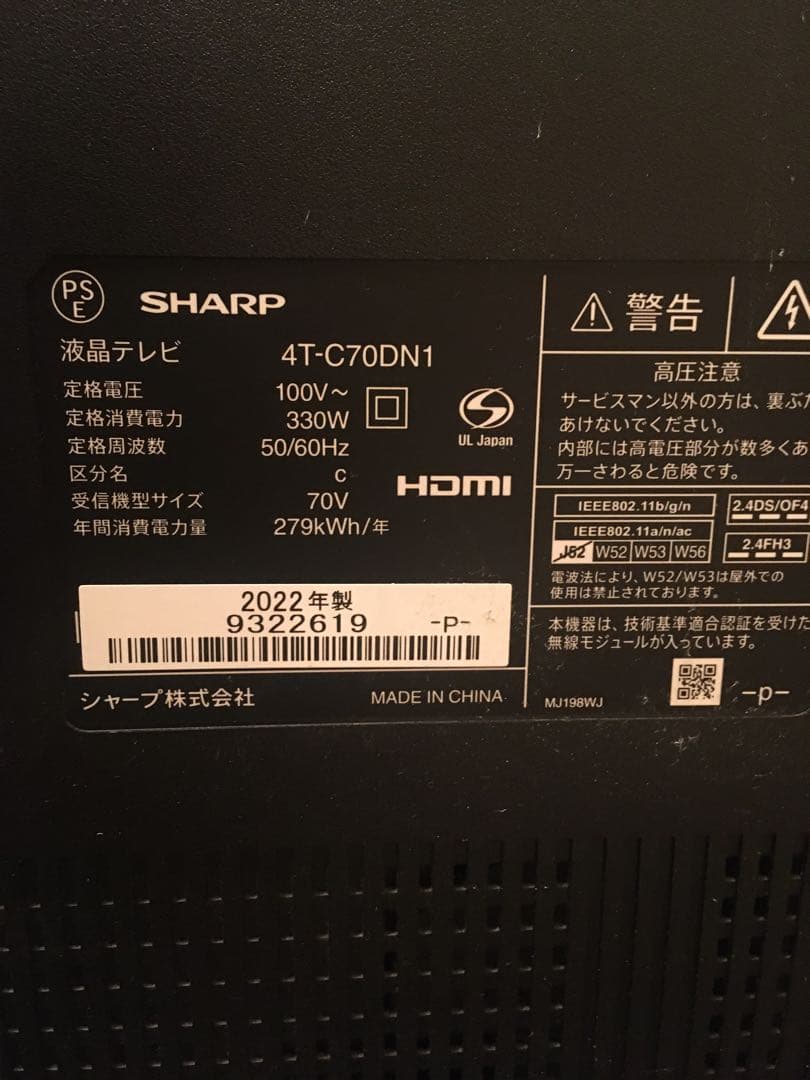 PS
E
SHARP
液晶テレビ 4T-C70DN1
定格電圧 100V～
定格消費電力 330W
定格周波数 50/60Hz
区分名 c
受信機型サイズ 70V
年間消費電力量 279kWh/年
UL Japan
HDMI
2022年製
9322619 -P-
シャープ株式会社 MADE IN CHINA
警告
高圧注意
サービスマン以外の方は、裏ぶた
あけないでください。
内部には高電圧部分が数多くあ
万一さわると危険です。
IEEE802.11b/g/n
IEEE802.11a/n/ac
J52 W52 W53 W56
2.4DS/OF4
2.4FH3
電波法により、W52/W53は屋外での
使用は禁止されております。
本機器は、技術基準適合認証を受けた
無線モジュールが入っています。
MJ198WJ -p-